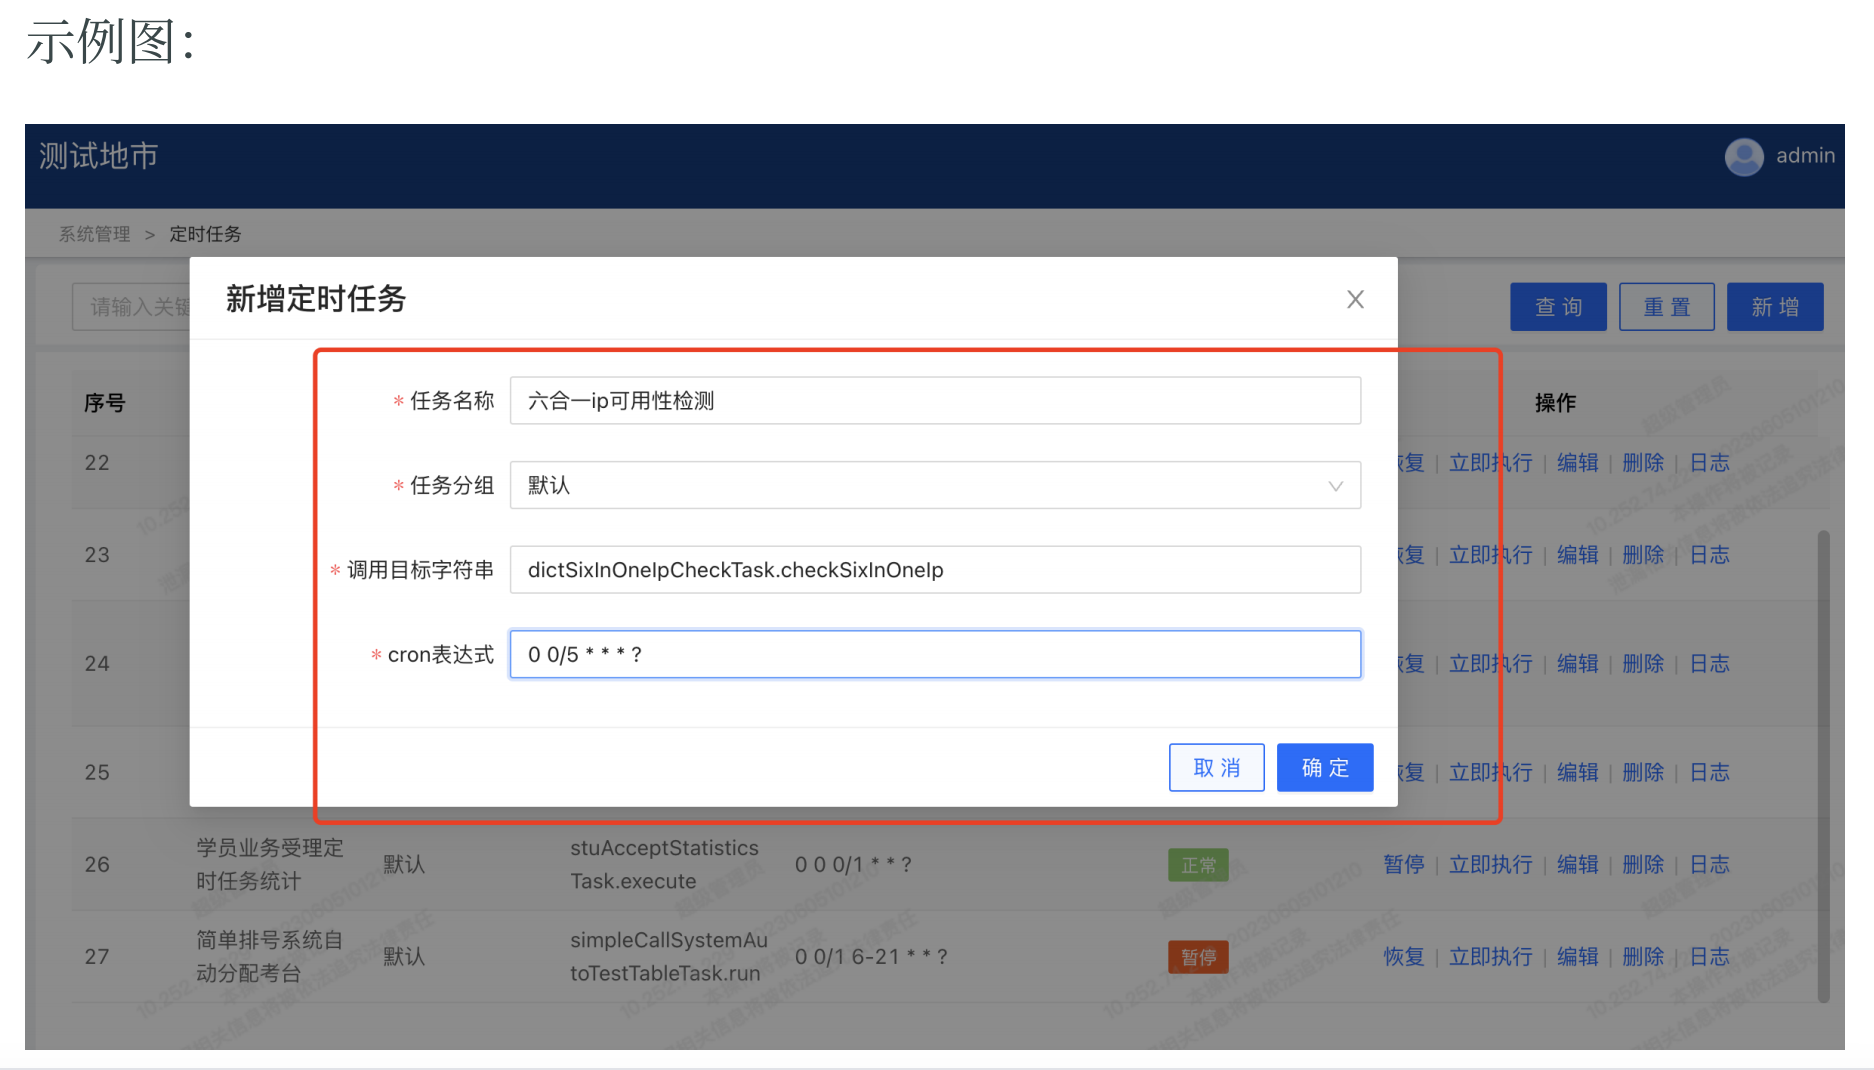 示例图：
测试地市
admin
系统管理 > 定时任务
请输入关键
查 询
重 置
新 增
新增定时任务
序号
操作
* 任务名称 六合一ip可用性检测
* 任务分组 默认
* 调用目标字符串 dictSixInOneIpCheckTask.checkSixInOneIp
* cron表达式 0 0/5 * * * ?
取 消
确 定
22 恢复 | 立即执行 | 编辑 | 删除 | 日志
23 恢复 | 立即执行 | 编辑 | 删除 | 日志
24 恢复 | 立即执行 | 编辑 | 删除 | 日志
25 恢复 | 立即执行 | 编辑 | 删除 | 日志
26 学员业务受理定 默认 stuAcceptStatistics 0 0 0/1 * * ? 正常 暂停 | 立即执行 | 编辑 | 删除 | 日志
时任务统计 Task.execute
27 简单排号系统自 默认 simpleCallSystemAu 0 0/1 6-21 * * ? 暂停 恢复 | 立即执行 | 编辑 | 删除 | 日志
动分配考台 toTestTableTask.run